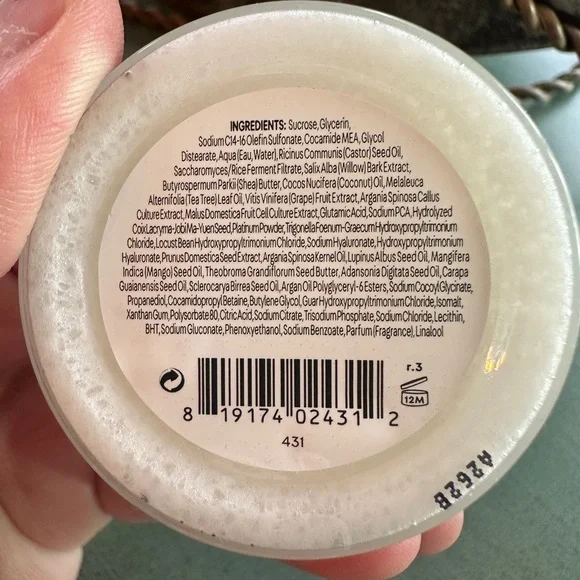 INGREDIENTS: Sucrose, Glycerin,
Sodium C14-16 Olefin Sulfonate, Cocamide MEA, Glycol
Distearate, Aqua (Eau, Water), Ricinus Communis (Castor) Seed Oil,
Saccharomyces/Rice Ferment Filtrate, Salix Alba (Willow) Bark Extract,
Butyrospermum Parkii (Shea) Butter, Cocos Nucifera (Coconut) Oil, Melaleuca
Alternifolia (Tea Tree) Leaf Oil, Vitis Vinifera (Grape) Fruit Extract, Argania Spinosa Callus
Culture Extract, Malus Domestica Fruit Cell Culture Extract, Glutamic Acid, Sodium PCA, Hydrolyzed
Coix Lacryma-Jobi Ma-Yuen Seed, Platinum Powder, Trigonella Foenum-Graecum Hydroxypropyltrimonium
Chloride, Locust Bean Hydroxypropyltrimonium Chloride, Sodium Hyaluronate, Hydroxypropyltrimonium
Hyaluronate, Prunus Domestica Seed Extract, Argania Spinosa Kernel Oil, Lupinus Albus Seed Oil, Mangifera
Indica (Mango) Seed Oil, Theobroma Grandiflorum Seed Butter, Adansonia Digitata Seed Oil, Carapa
Guaianensis Seed Oil, Sclerocarya Birrea Seed Oil, Argan Oil Polyglyceryl-6 Esters, Sodium Cocoyl Glycinate,
Propanediol, Cocamidopropyl Betaine, Butylene Glycol, Guar Hydroxypropyltrimonium Chloride, Isomalt,
Xanthan Gum, Polysorbate 80, Citric Acid, Sodium Citrate, Trisodium Phosphate, Sodium Chloride, Lecithin,
BHT, Sodium Gluconate, Phenoxyethanol, Sodium Benzoate, Parfum (Fragrance), Linalool
r.3
12M
8 19174 02431 2
431
A262B